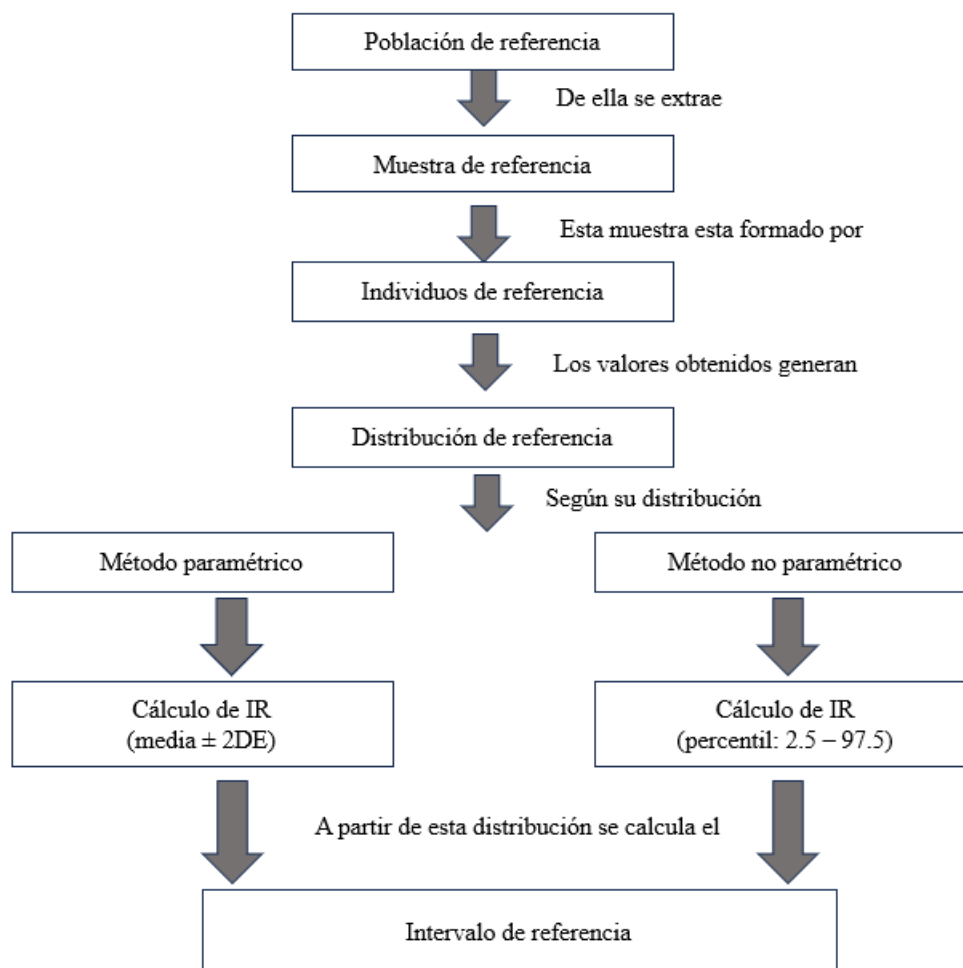 Población de referencia
De ella se extrae
Muestra de referencia
Esta muestra esta formado por
Individuos de referencia
Los valores obtenidos generan
Distribución de referencia
Según su distribución
Método paramétrico
Método no paramétrico
Cálculo de IR
(media ± 2DE)
Cálculo de IR
(percentil: 2.5 – 97.5)
A partir de esta distribución se calcula el
Intervalo de referencia